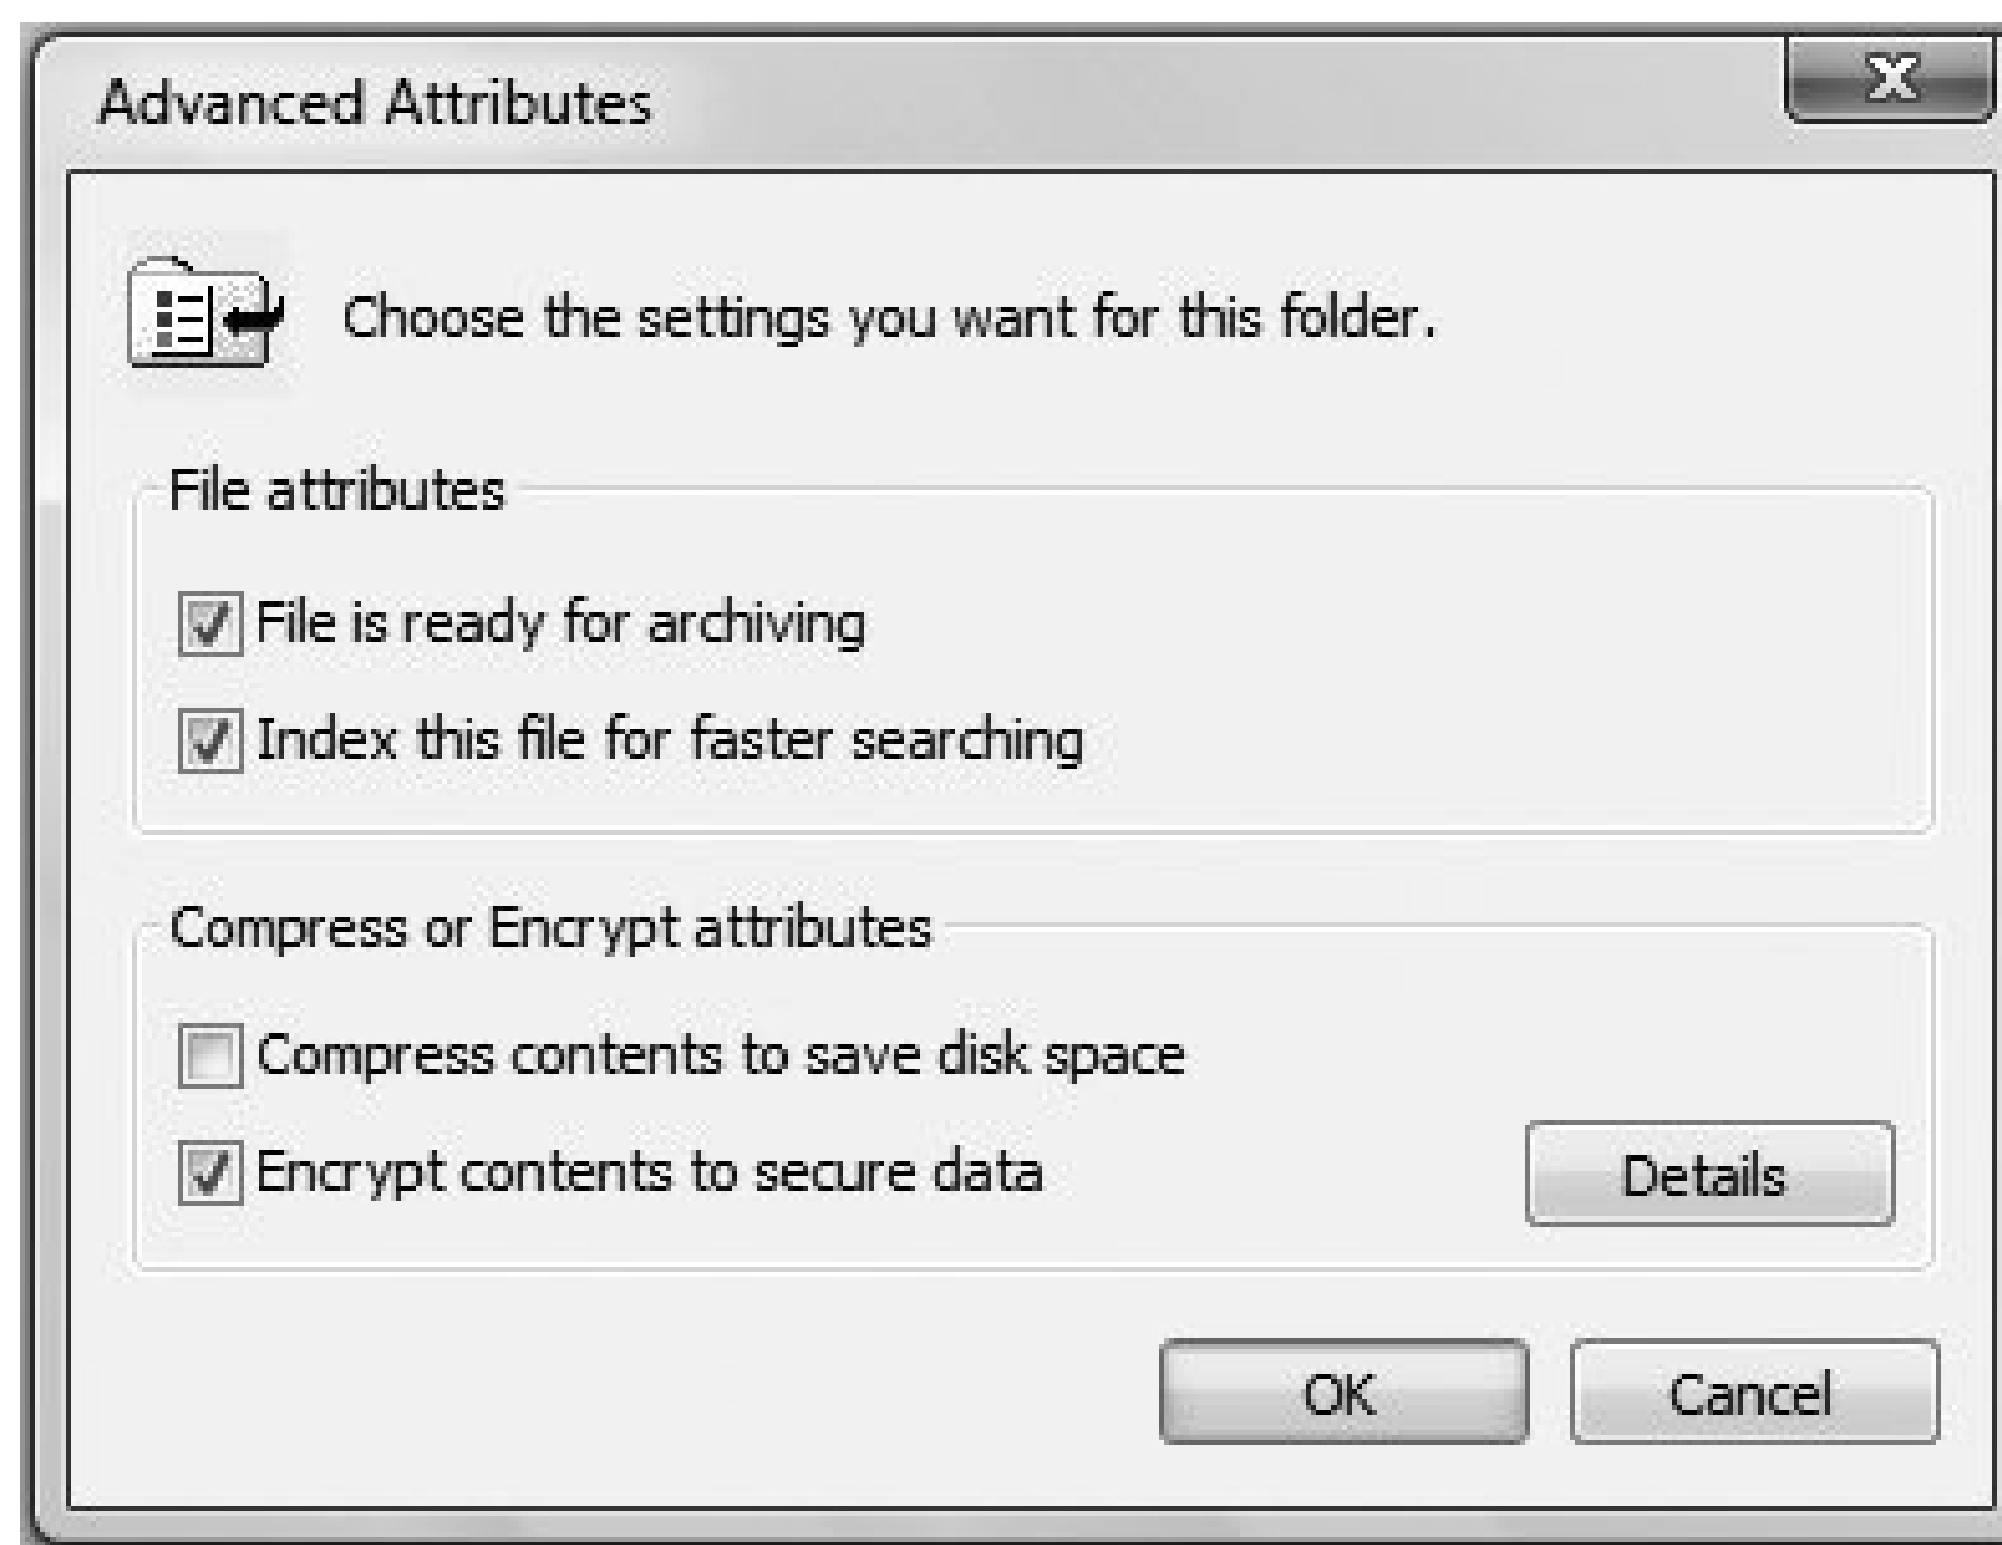 Advanced Attributes
Choose the settings you want for this folder.
File attributes
File is ready for archiving
Index this file for faster searching
Compress or Encrypt attributes
Compress contents to save disk space
Encrypt contents to secure data
Details
OK
Cancel